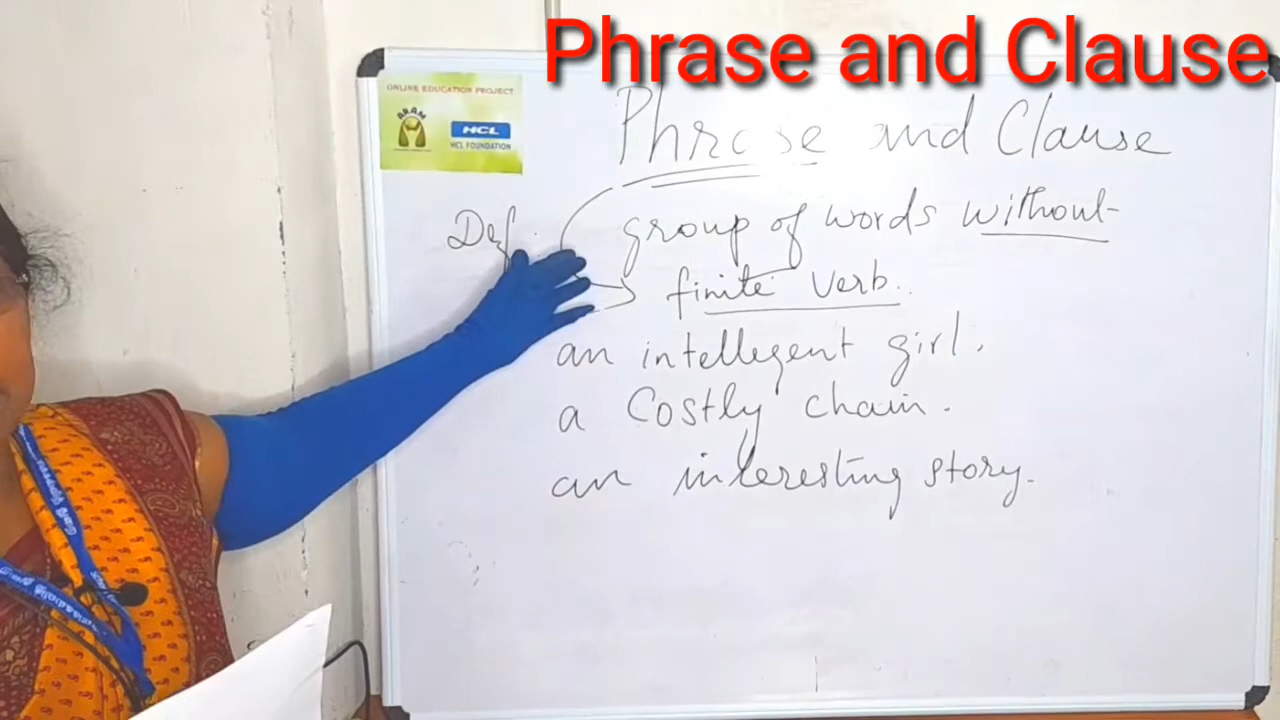 Phrase and Clause
ONLINE EDUCATION PROJECT
ARAM
HCL
HCL FOUNDATION
Phrase and Clause
Def :
group of words without
finite verb.
an intellegent girl.
a costly chain.
an interesting story.